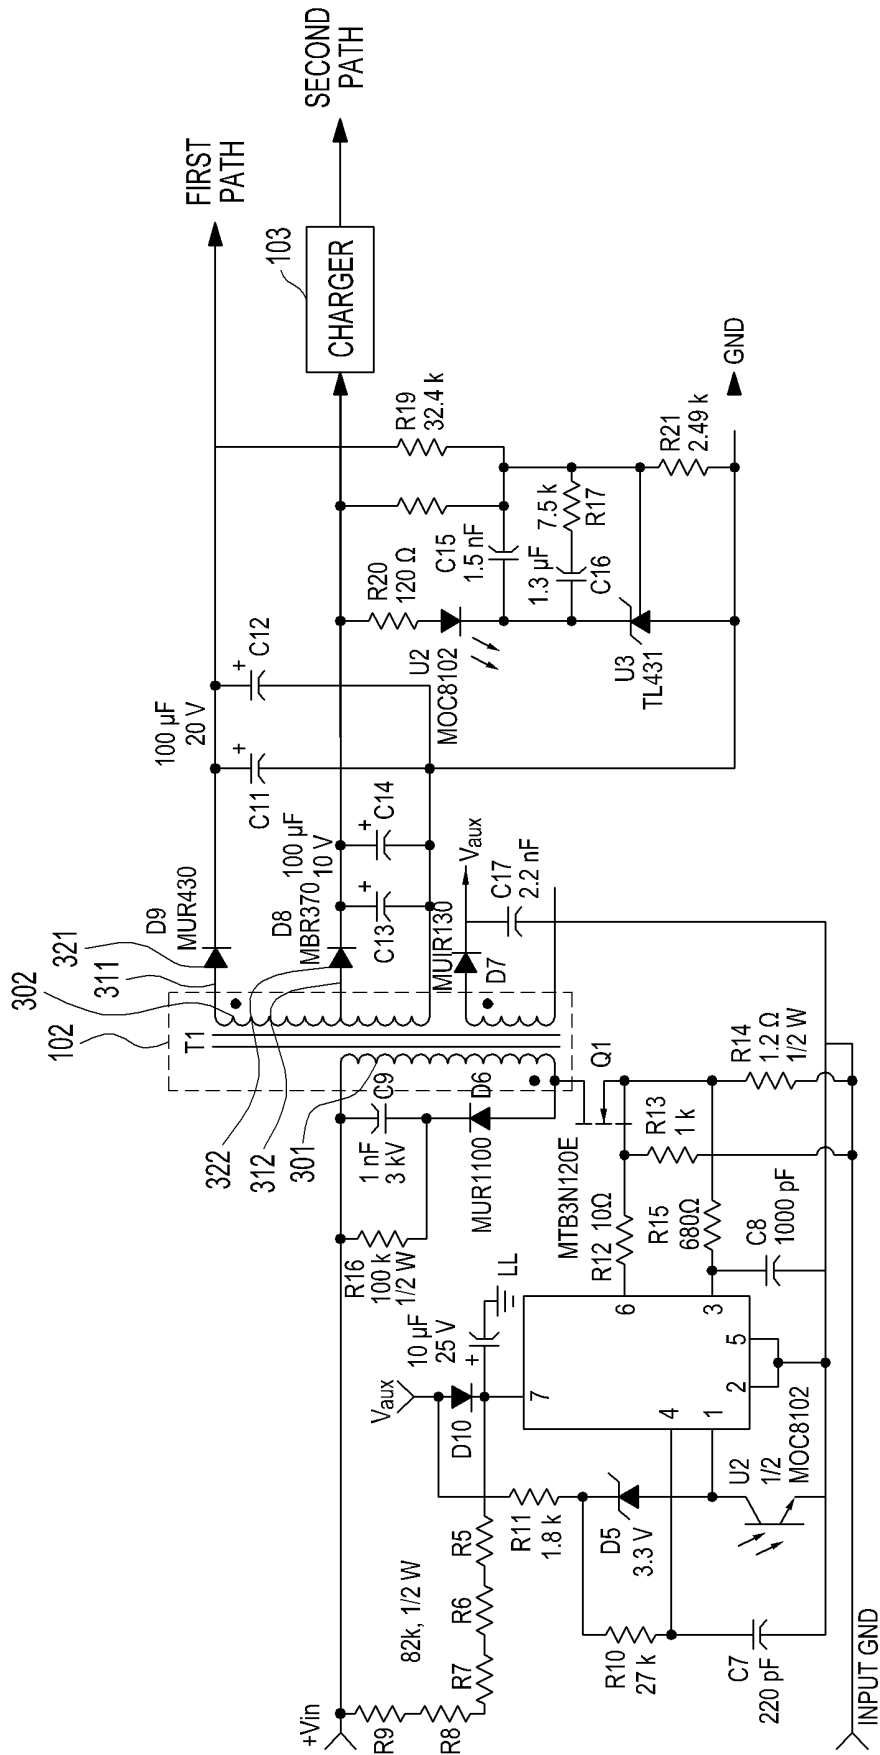 FIRST
PATH
SECOND
PATH
103
CHARGER
302
102
321
311
322
312
301
T1
D9
MUR430
D8
MBR370
MUIR130
D7
100 µF
20 V
C11
+
C12
+
100 µF
10 V
C13
+
C14
+
Vaux
C17
2.2 nF
R20
120 Ω
U2
MOC8102
C15
1.5 nF
1.3 µF
C16
7.5 k
R17
U3
TL431
R19
32.4 k
R21
2.49 k
GND
+Vin
R9
R8
R7
R6
R5
82k, 1/2 W
R16
100 k
1/2 W
C9
1 nF
3 kV
D6
MUR1100
Q1
MTB3N120E
R12 10Ω
R13
1 k
R14
1.2 Ω
1/2 W
R15
680Ω
C8
1000 pF
Vaux
D10
10 µF
25 V
+
LL
7
6
3
5
2
4
1
R11
1.8 k
D5
3.3 V
R10
27 k
C7
220 pF
U2
1/2
MOC8102
INPUT GND